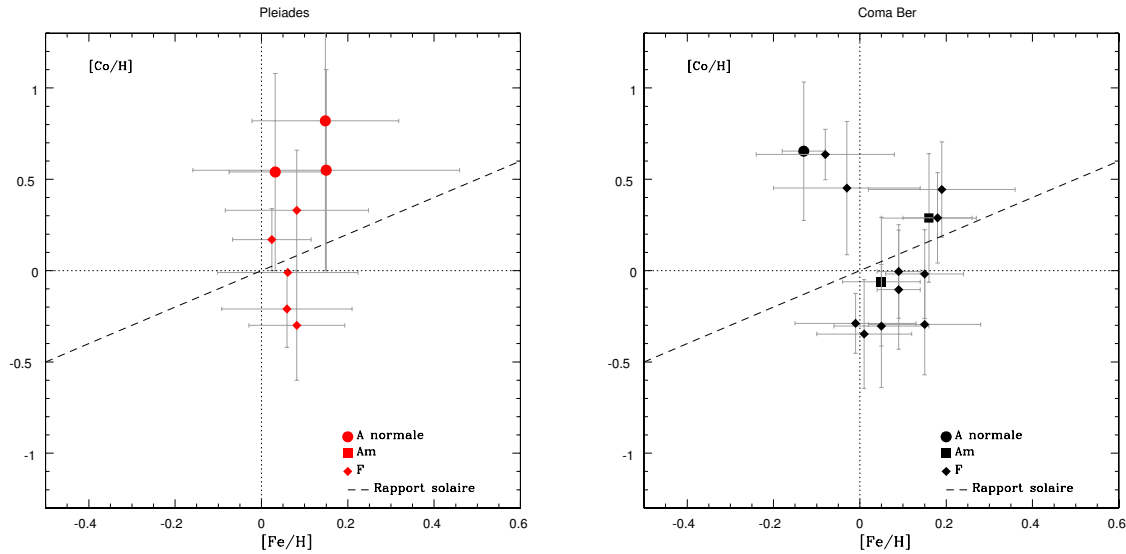 Pleiades
[Co/H]
1
0.5
0
-0.5
-1
A normale
Am
F
Rapport solaire
-0.4 -0.2 0 0.2 0.4 0.6
[Fe/H]
Coma Ber
[Co/H]
1
0.5
0
-0.5
-1
A normale
Am
F
Rapport solaire
-0.4 -0.2 0 0.2 0.4 0.6
[Fe/H]